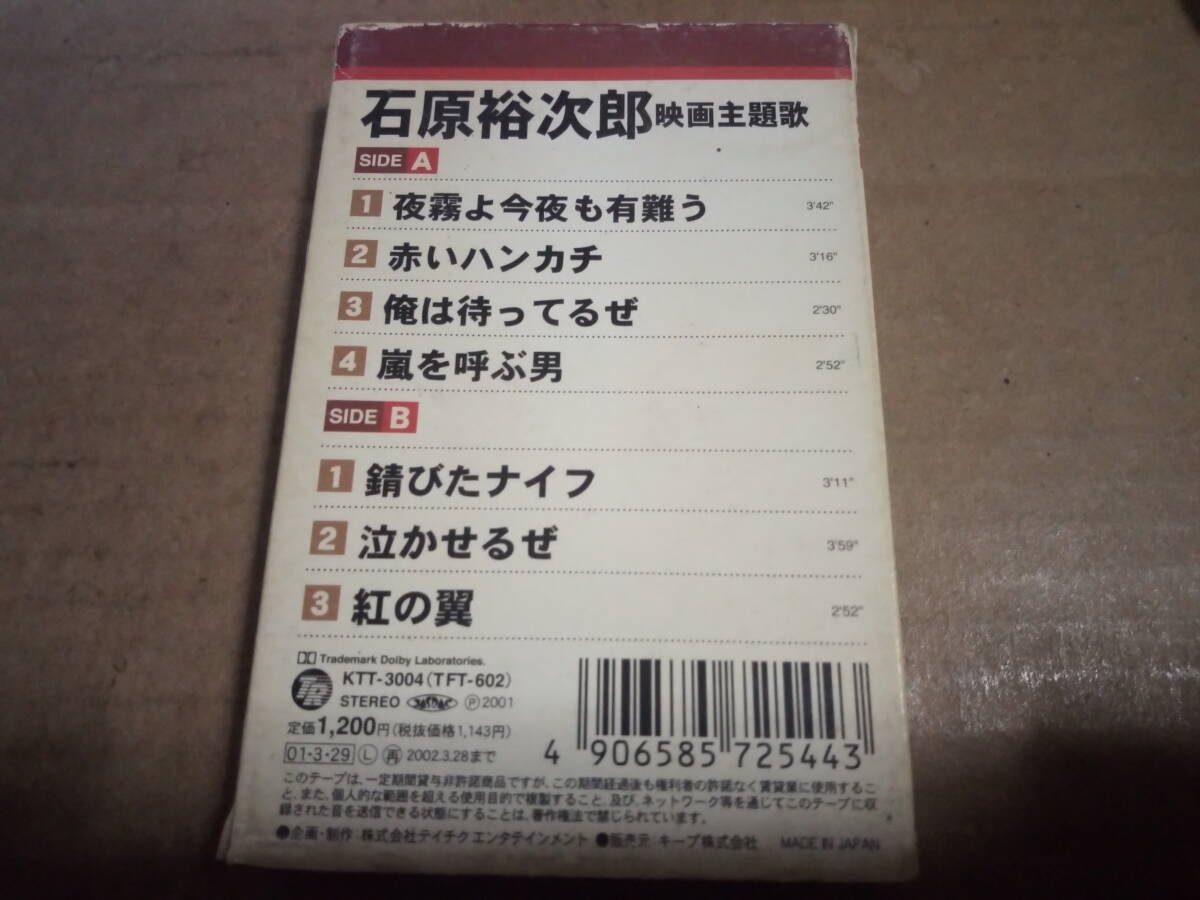 石原裕次郎映画主題歌
SIDE A
1 夜霧よ今夜も有難う 3'42"
2 赤いハンカチ 3'16"
3 俺は待ってるぜ 2'30"
4 嵐を呼ぶ男 2'52"
SIDE B
1 錆びたナイフ 3'11"
2 泣かせるぜ 3'59"
3 紅の翼 2'52"
Trademark Dolby Laboratories.
KTT-3004(TFT-602)
STEREO JASRAC Ⓟ2001
定価1,200円(税抜価格1,143円)
01・3・29 Ⓛ 再 2002.3.28まで
4 906585 725443
このテープは、一定期間貸与非許諾商品ですが、この期間経過後も権利者の許諾なく賃貸業に使用するこ
と、また、個人的な範囲を超える使用目的で複製すること、及び、ネットワーク等を通じてこのテープに収
録された音を送信できる状態にすることは、著作権法で禁じられています。
●企画・制作:株式会社テイチクエンタテインメント ●販売元:キープ株式会社 MADE IN JAPAN